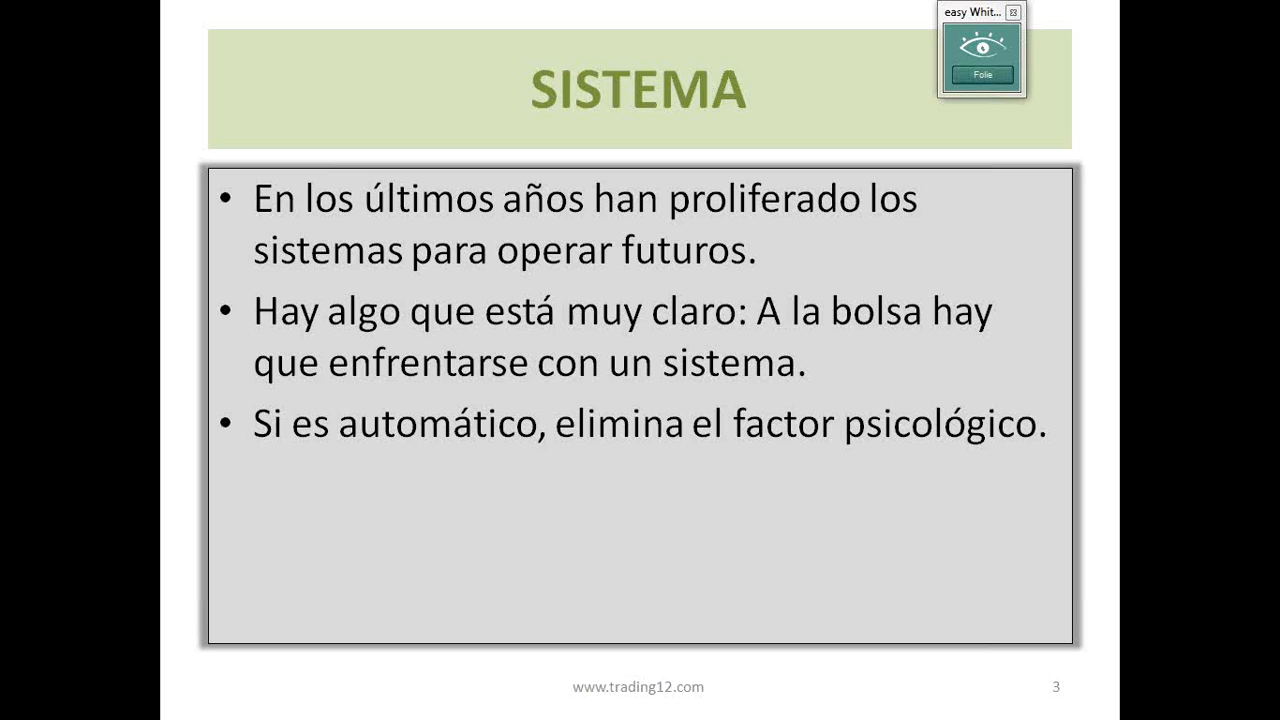 easy Whit...
Folie
SISTEMA
• En los últimos años han proliferado los
sistemas para operar futuros.
• Hay algo que está muy claro: A la bolsa hay
que enfrentarse con un sistema.
• Si es automático, elimina el factor psicológico.
www.trading12.com
3